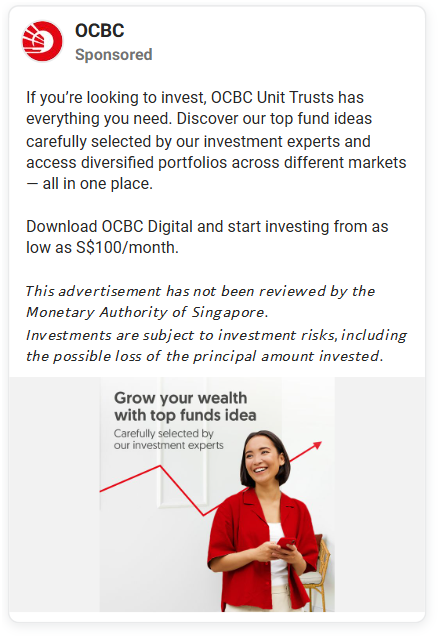 OCBC
Sponsored
If you’re looking to invest, OCBC Unit Trusts has
everything you need. Discover our top fund ideas
carefully selected by our investment experts and
access diversified portfolios across different markets
— all in one place.
Download OCBC Digital and start investing from as
low as S$100/month.
This advertisement has not been reviewed by the
Monetary Authority of Singapore.
Investments are subject to investment risks, including
the possible loss of the principal amount invested.
Grow your wealth
with top funds idea
Carefully selected by
our investment experts